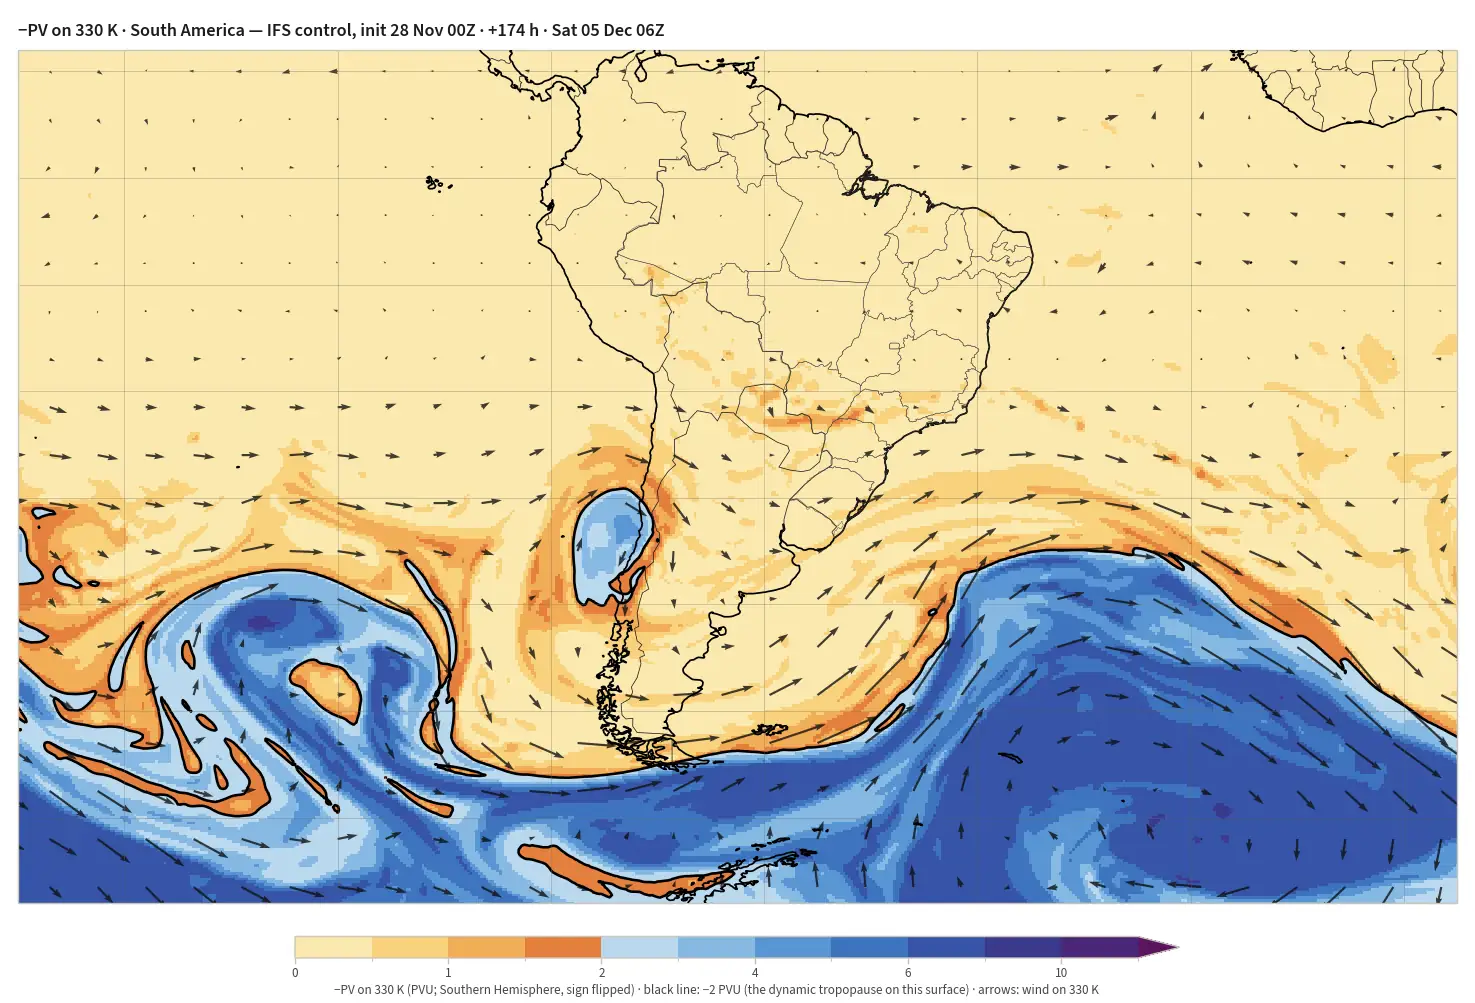 −PV on 330 K · South America — IFS control, init 28 Nov 00Z · +174 h · Sat 05 Dec 06Z
0 1 2 4 6 10
−PV on 330 K (PVU; Southern Hemisphere, sign flipped) · black line: −2 PVU (the dynamic tropopause on this surface) · arrows: wind on 330 K